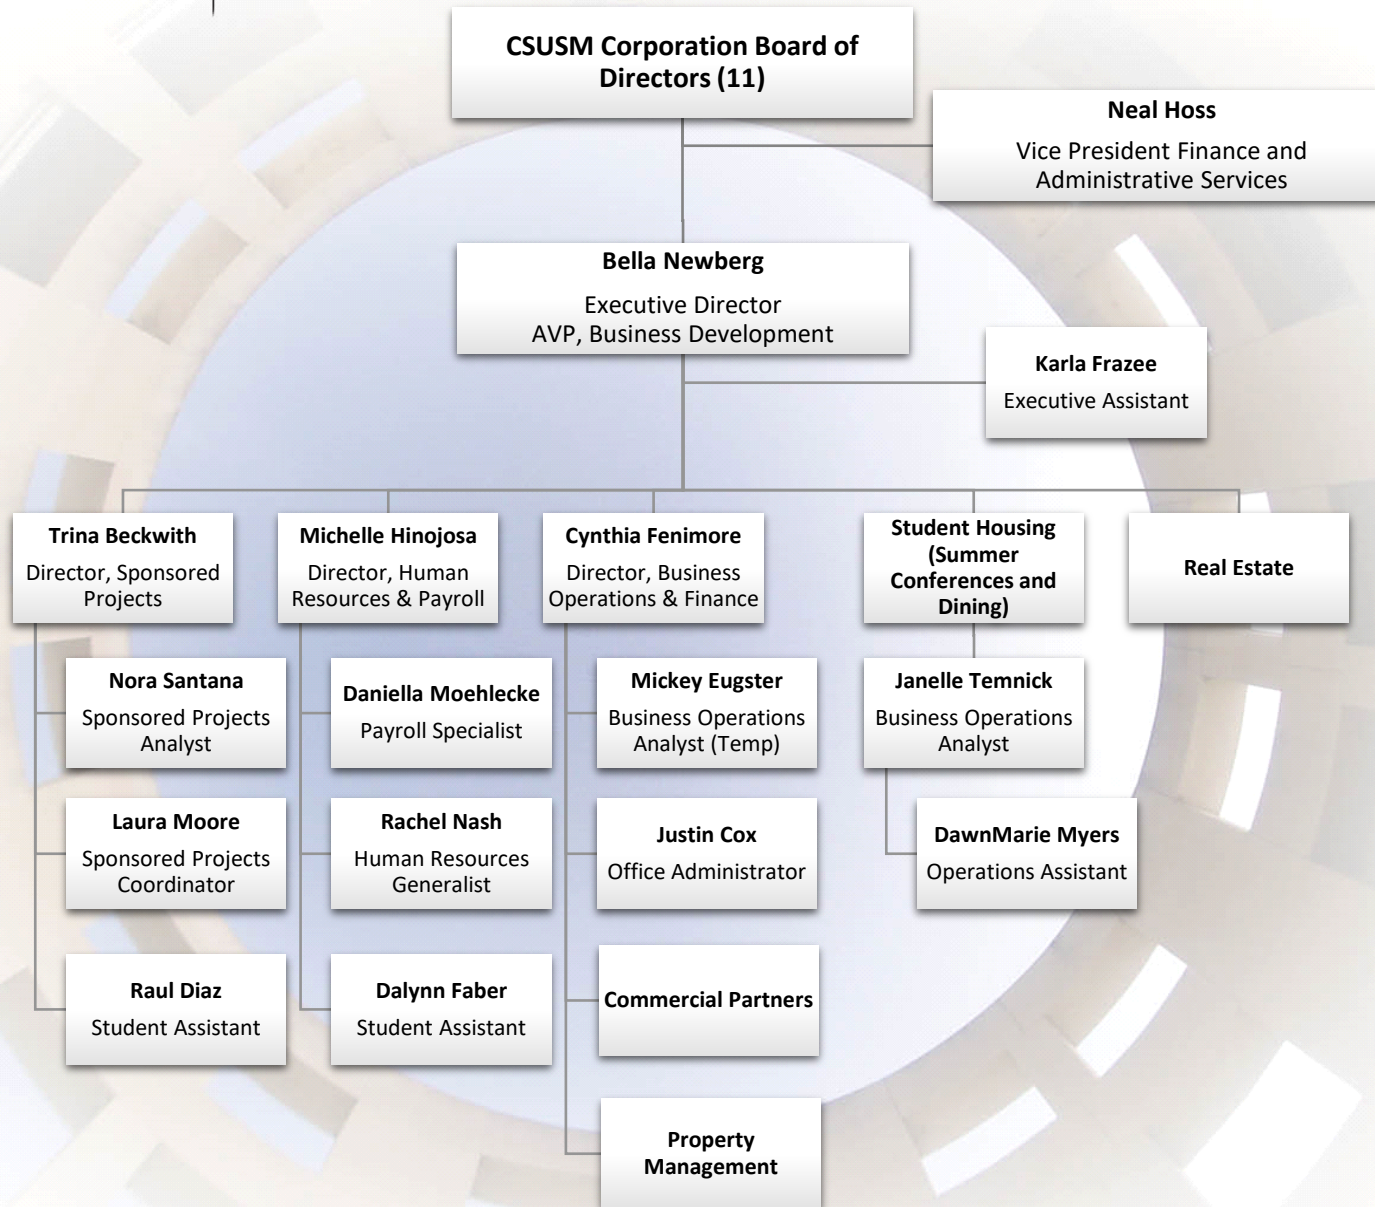 CSUSM Corporation Board of
Directors (11)
Neal Hoss
Vice President Finance and
Administrative Services
Bella Newberg
Executive Director
AVP, Business Development
Karla Frazee
Executive Assistant
Trina Beckwith
Director, Sponsored
Projects
Michelle Hinojosa
Director, Human
Resources & Payroll
Cynthia Fenimore
Director, Business
Operations & Finance
Student Housing
(Summer
Conferences and
Dining)
Real Estate
Nora Santana
Sponsored Projects
Analyst
Daniella Moehlecke
Payroll Specialist
Mickey Eugster
Business Operations
Analyst (Temp)
Janelle Temnick
Business Operations
Analyst
Laura Moore
Sponsored Projects
Coordinator
Rachel Nash
Human Resources
Generalist
Justin Cox
Office Administrator
DawnMarie Myers
Operations Assistant
Raul Diaz
Student Assistant
Dalynn Faber
Student Assistant
Commercial Partners
Property
Management